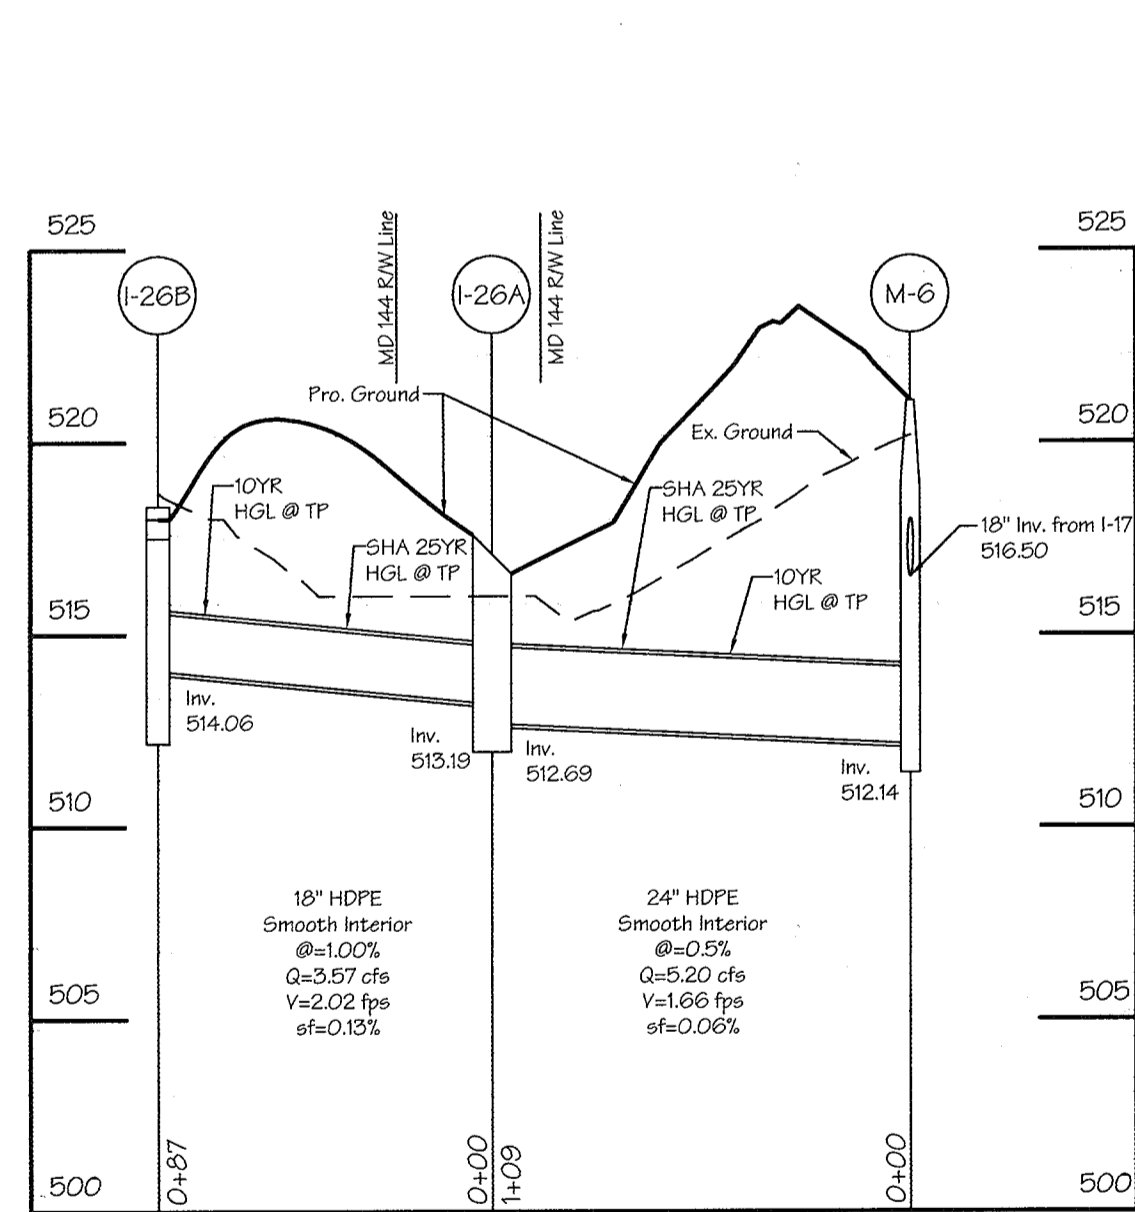 525
525
I-26B
MD 144 R/W Line
I-26A
MD 144 R/W Line
M-6
Pro. Ground
520
520
Ex. Ground
10YR
HGL @ TP
SHA 25YR
HGL @ TP
SHA 25YR
HGL @ TP
18" Inv. from I-17
516.50
10YR
HGL @ TP
515
515
Inv.
514.06
Inv.
513.19
Inv.
512.69
Inv.
512.14
510
510
18" HDPE
Smooth Interior
@=1.00%
Q=3.57 cfs
V=2.02 fps
sf=0.13%
24" HDPE
Smooth Interior
@=0.5%
Q=5.20 cfs
V=1.66 fps
sf=0.06%
505
505
0+87
0+00
1+09
0+00
500
500